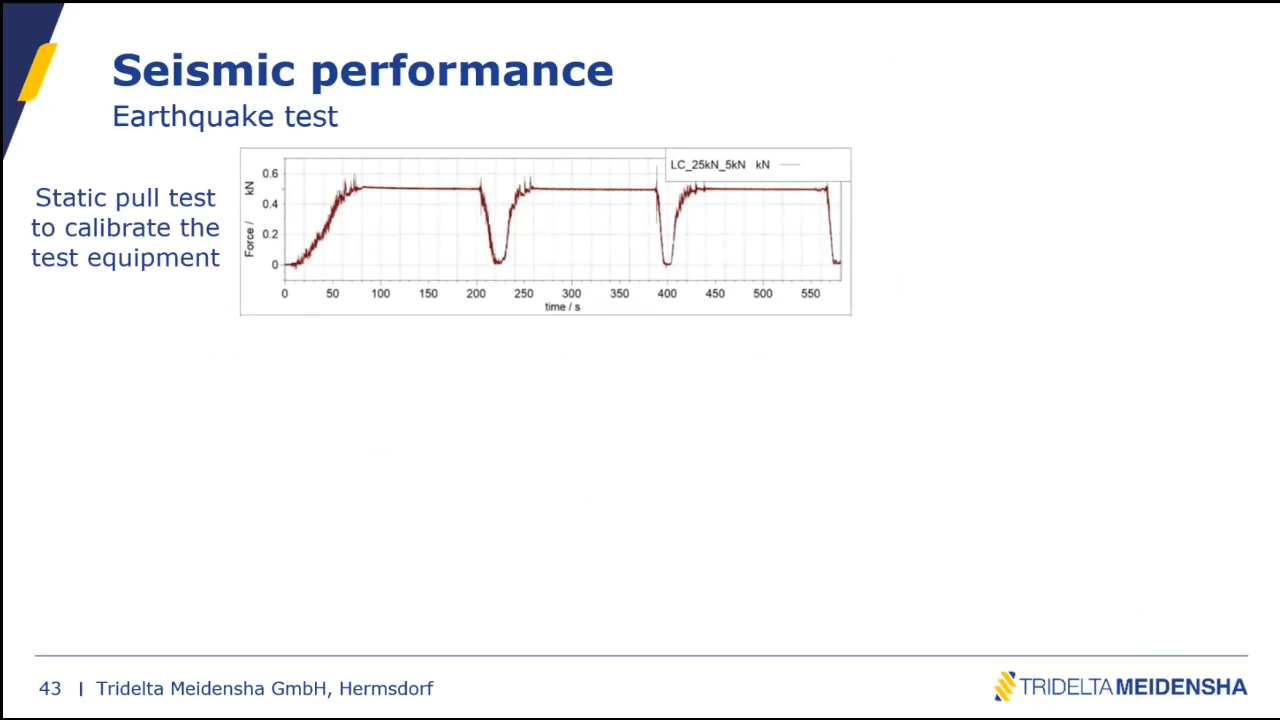 Seismic performance
Earthquake test
Static pull test
to calibrate the
test equipment
LC_25kN_5kN kN
Force / kN
0.6
0.4
0.2
0
0 50 100 150 200 250 300 350 400 450 500 550
time / s
43 | Tridelta Meidensha GmbH, Hermsdorf
TRIDELTA MEIDENSHA